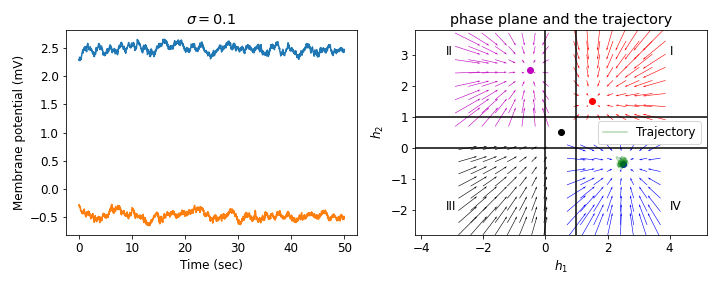 σ = 0.1
Membrane potential (mV)
2.5
2.0
1.5
1.0
0.5
0.0
−0.5
0 10 20 30 40 50
Time (sec)
phase plane and the trajectory
h2
3
2
1
0
−1
−2
II I
Trajectory
III IV
−4 −2 0 2 4
h1